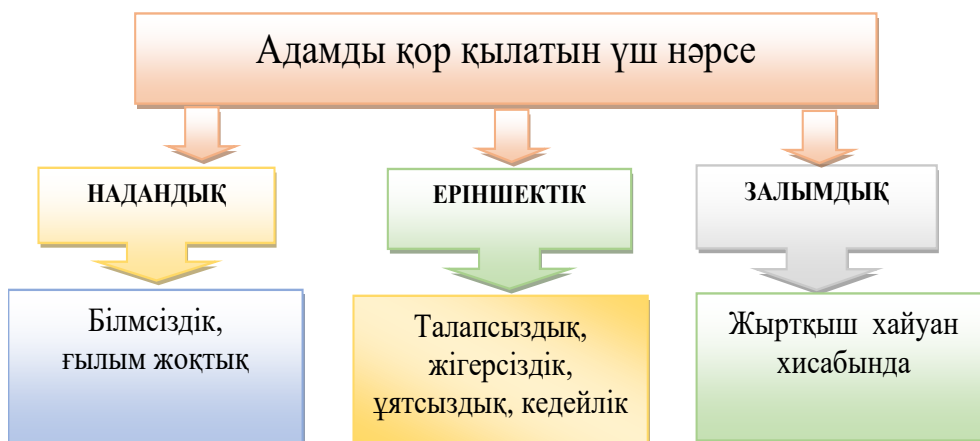 Адамды қор қылатын үш нәрсе
НАДАНДЫҚ
ЕРІНШЕКТІК
ЗАЛЫМДЫҚ
Білмсіздік,
ғылым жоқтық
Талапсыздық,
жігерсіздік,
ұятсыздық, кедейлік
Жыртқыш хайуан
хисабында